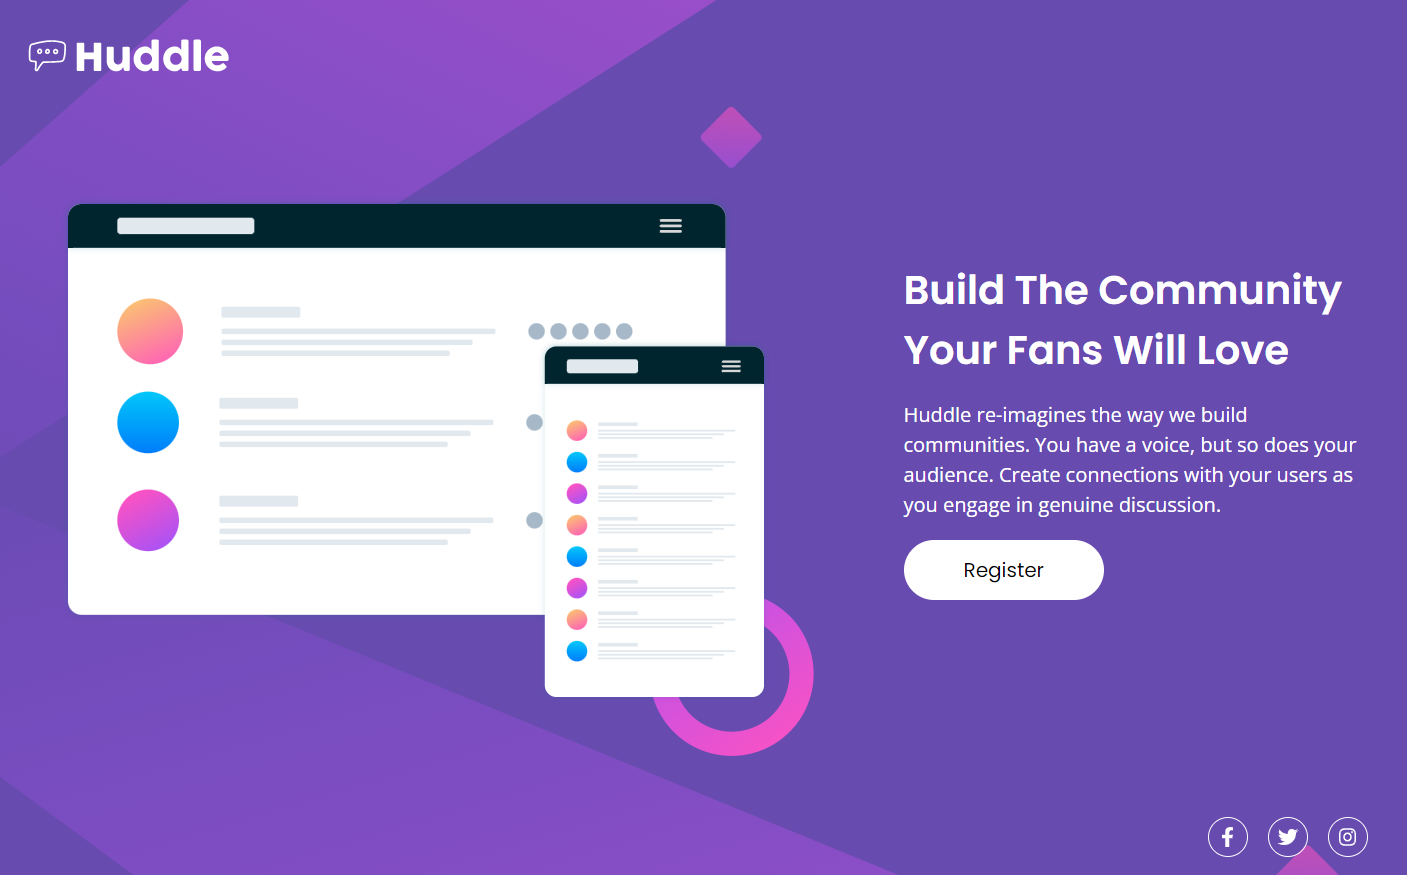 Huddle
Build The Community
Your Fans Will Love
Huddle re-imagines the way we build
communities. You have a voice, but so does your
audience. Create connections with your users as
you engage in genuine discussion.
Register